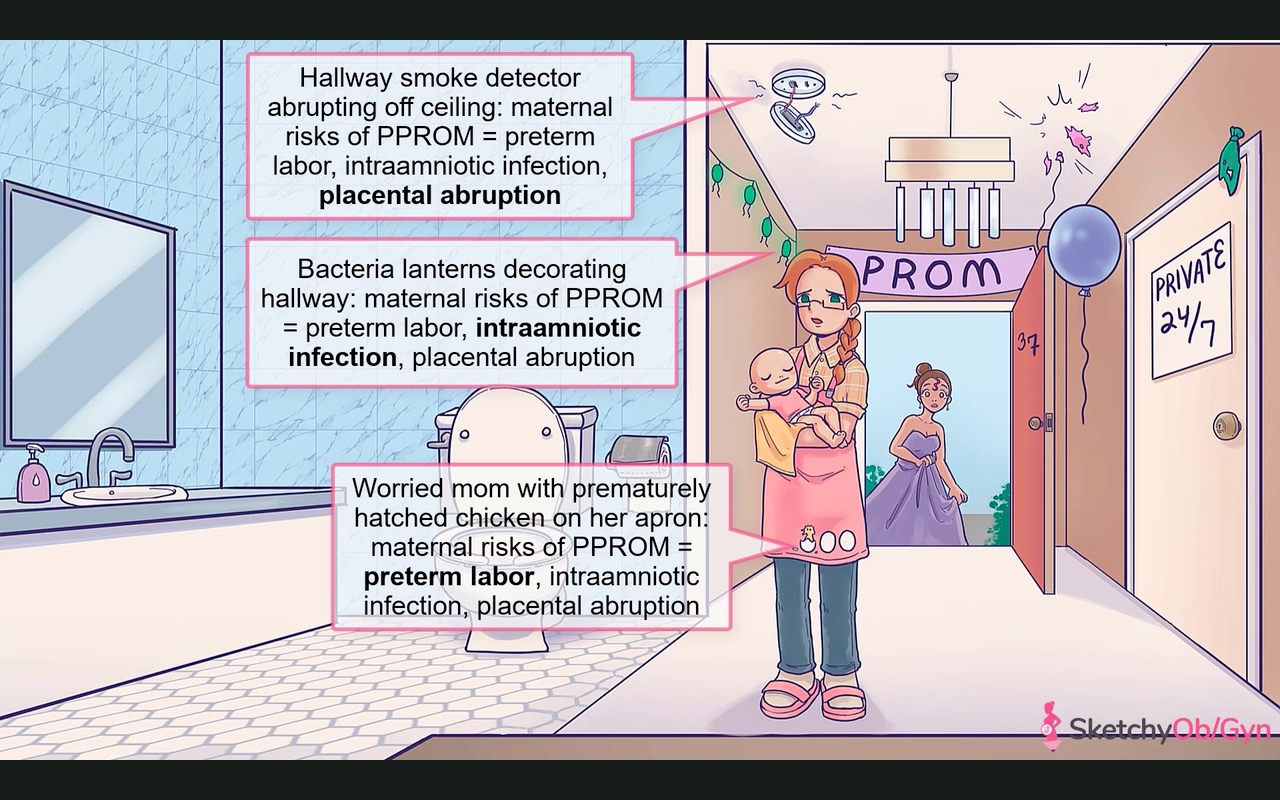 Hallway smoke detector
abrupting off ceiling: maternal
risks of PPROM = preterm
labor, intraamniotic infection,
placental abruption
Bacteria lanterns decorating
hallway: maternal risks of PPROM
= preterm labor, intraamniotic
infection, placental abruption
Worried mom with prematurely
hatched chicken on her apron:
maternal risks of PPROM =
preterm labor, intraamniotic
infection, placental abruption
PROM
37
PRIVATE
24/7
SketchyOb/Gyn